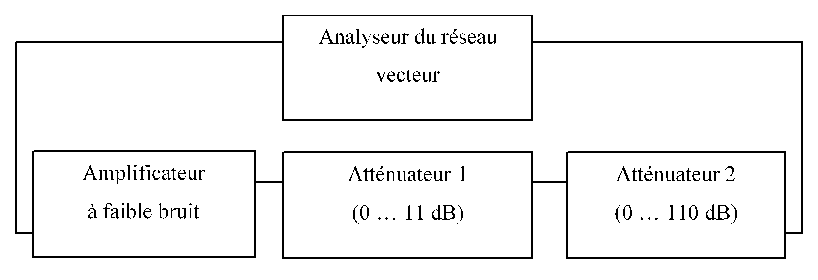 Analyseur du réseau
vecteur
Amplificateur
à faible bruit
Atténuateur 1
(0 … 11 dB)
Atténuateur 2
(0 … 110 dB)